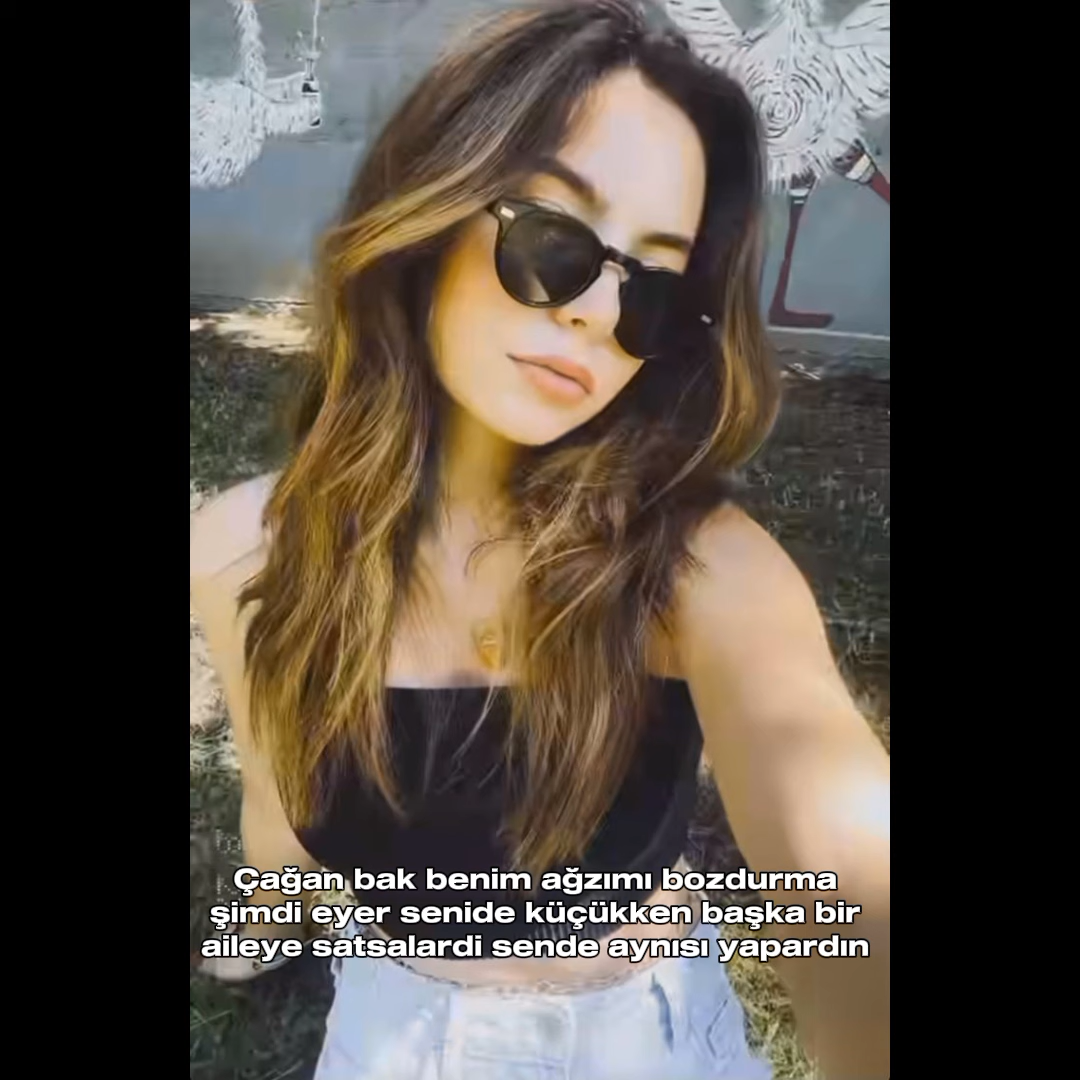 Çağan bak benim ağzımı bozdurma
şimdi eyer senide küçükken başka bir
aileye satsalardi sende aynısı yapardın